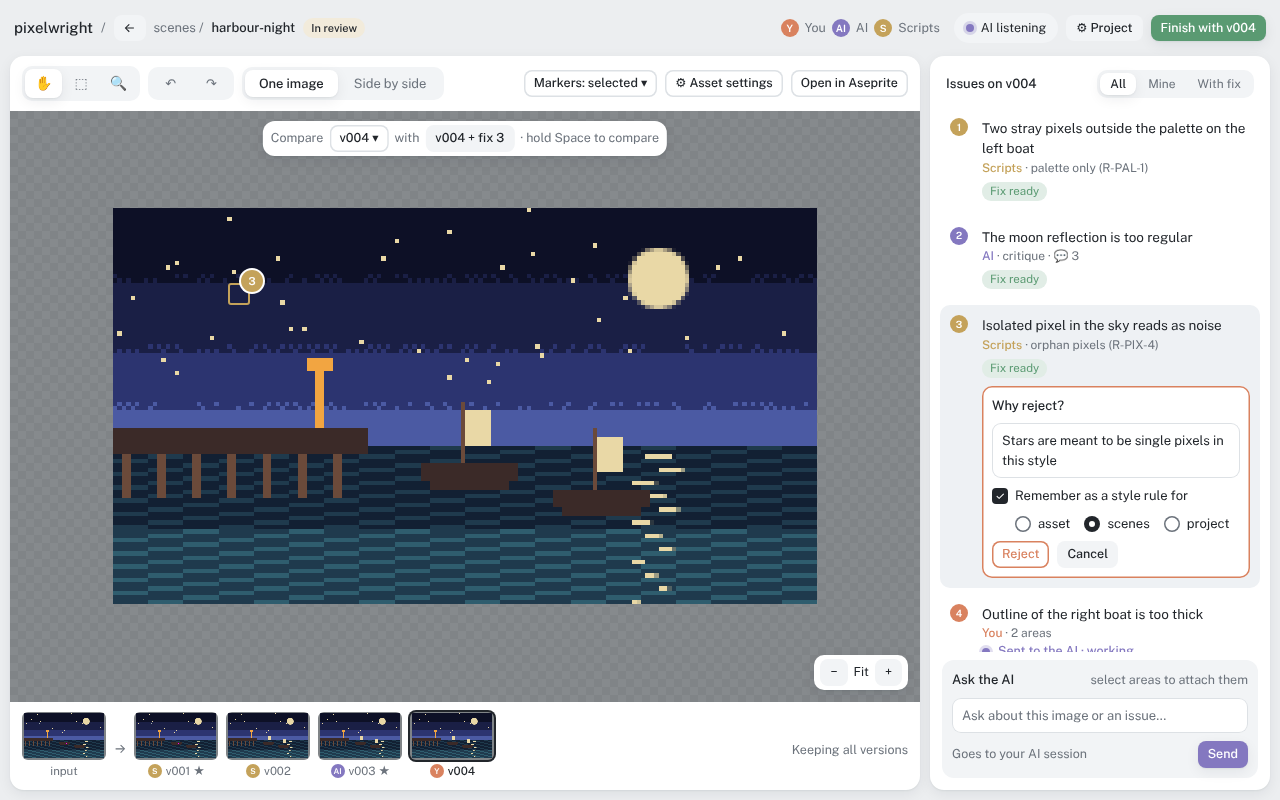 pixelwright / ← scenes / harbour-night In review
Y You AI AI S Scripts AI listening ⚙ Project Finish with v004
One image Side by side
Markers: selected ▾ ⚙ Asset settings Open in Aseprite
Compare v004 ▾ with v004 + fix 3 · hold Space to compare
3
− Fit +
input → S v001 ★ S v002 AI v003 ★ Y v004
Keeping all versions
Issues on v004 All Mine With fix
1 Two stray pixels outside the palette on the
left boat
Scripts · palette only (R-PAL-1)
Fix ready
2 The moon reflection is too regular
AI · critique · 💬 3
Fix ready
3 Isolated pixel in the sky reads as noise
Scripts · orphan pixels (R-PIX-4)
Fix ready
Why reject?
Stars are meant to be single pixels in
this style
Remember as a style rule for
asset scenes project
Reject Cancel
4 Outline of the right boat is too thick
You · 2 areas
Sent to the AI · working
Ask the AI select areas to attach them
Ask about this image or an issue...
Goes to your AI session Send